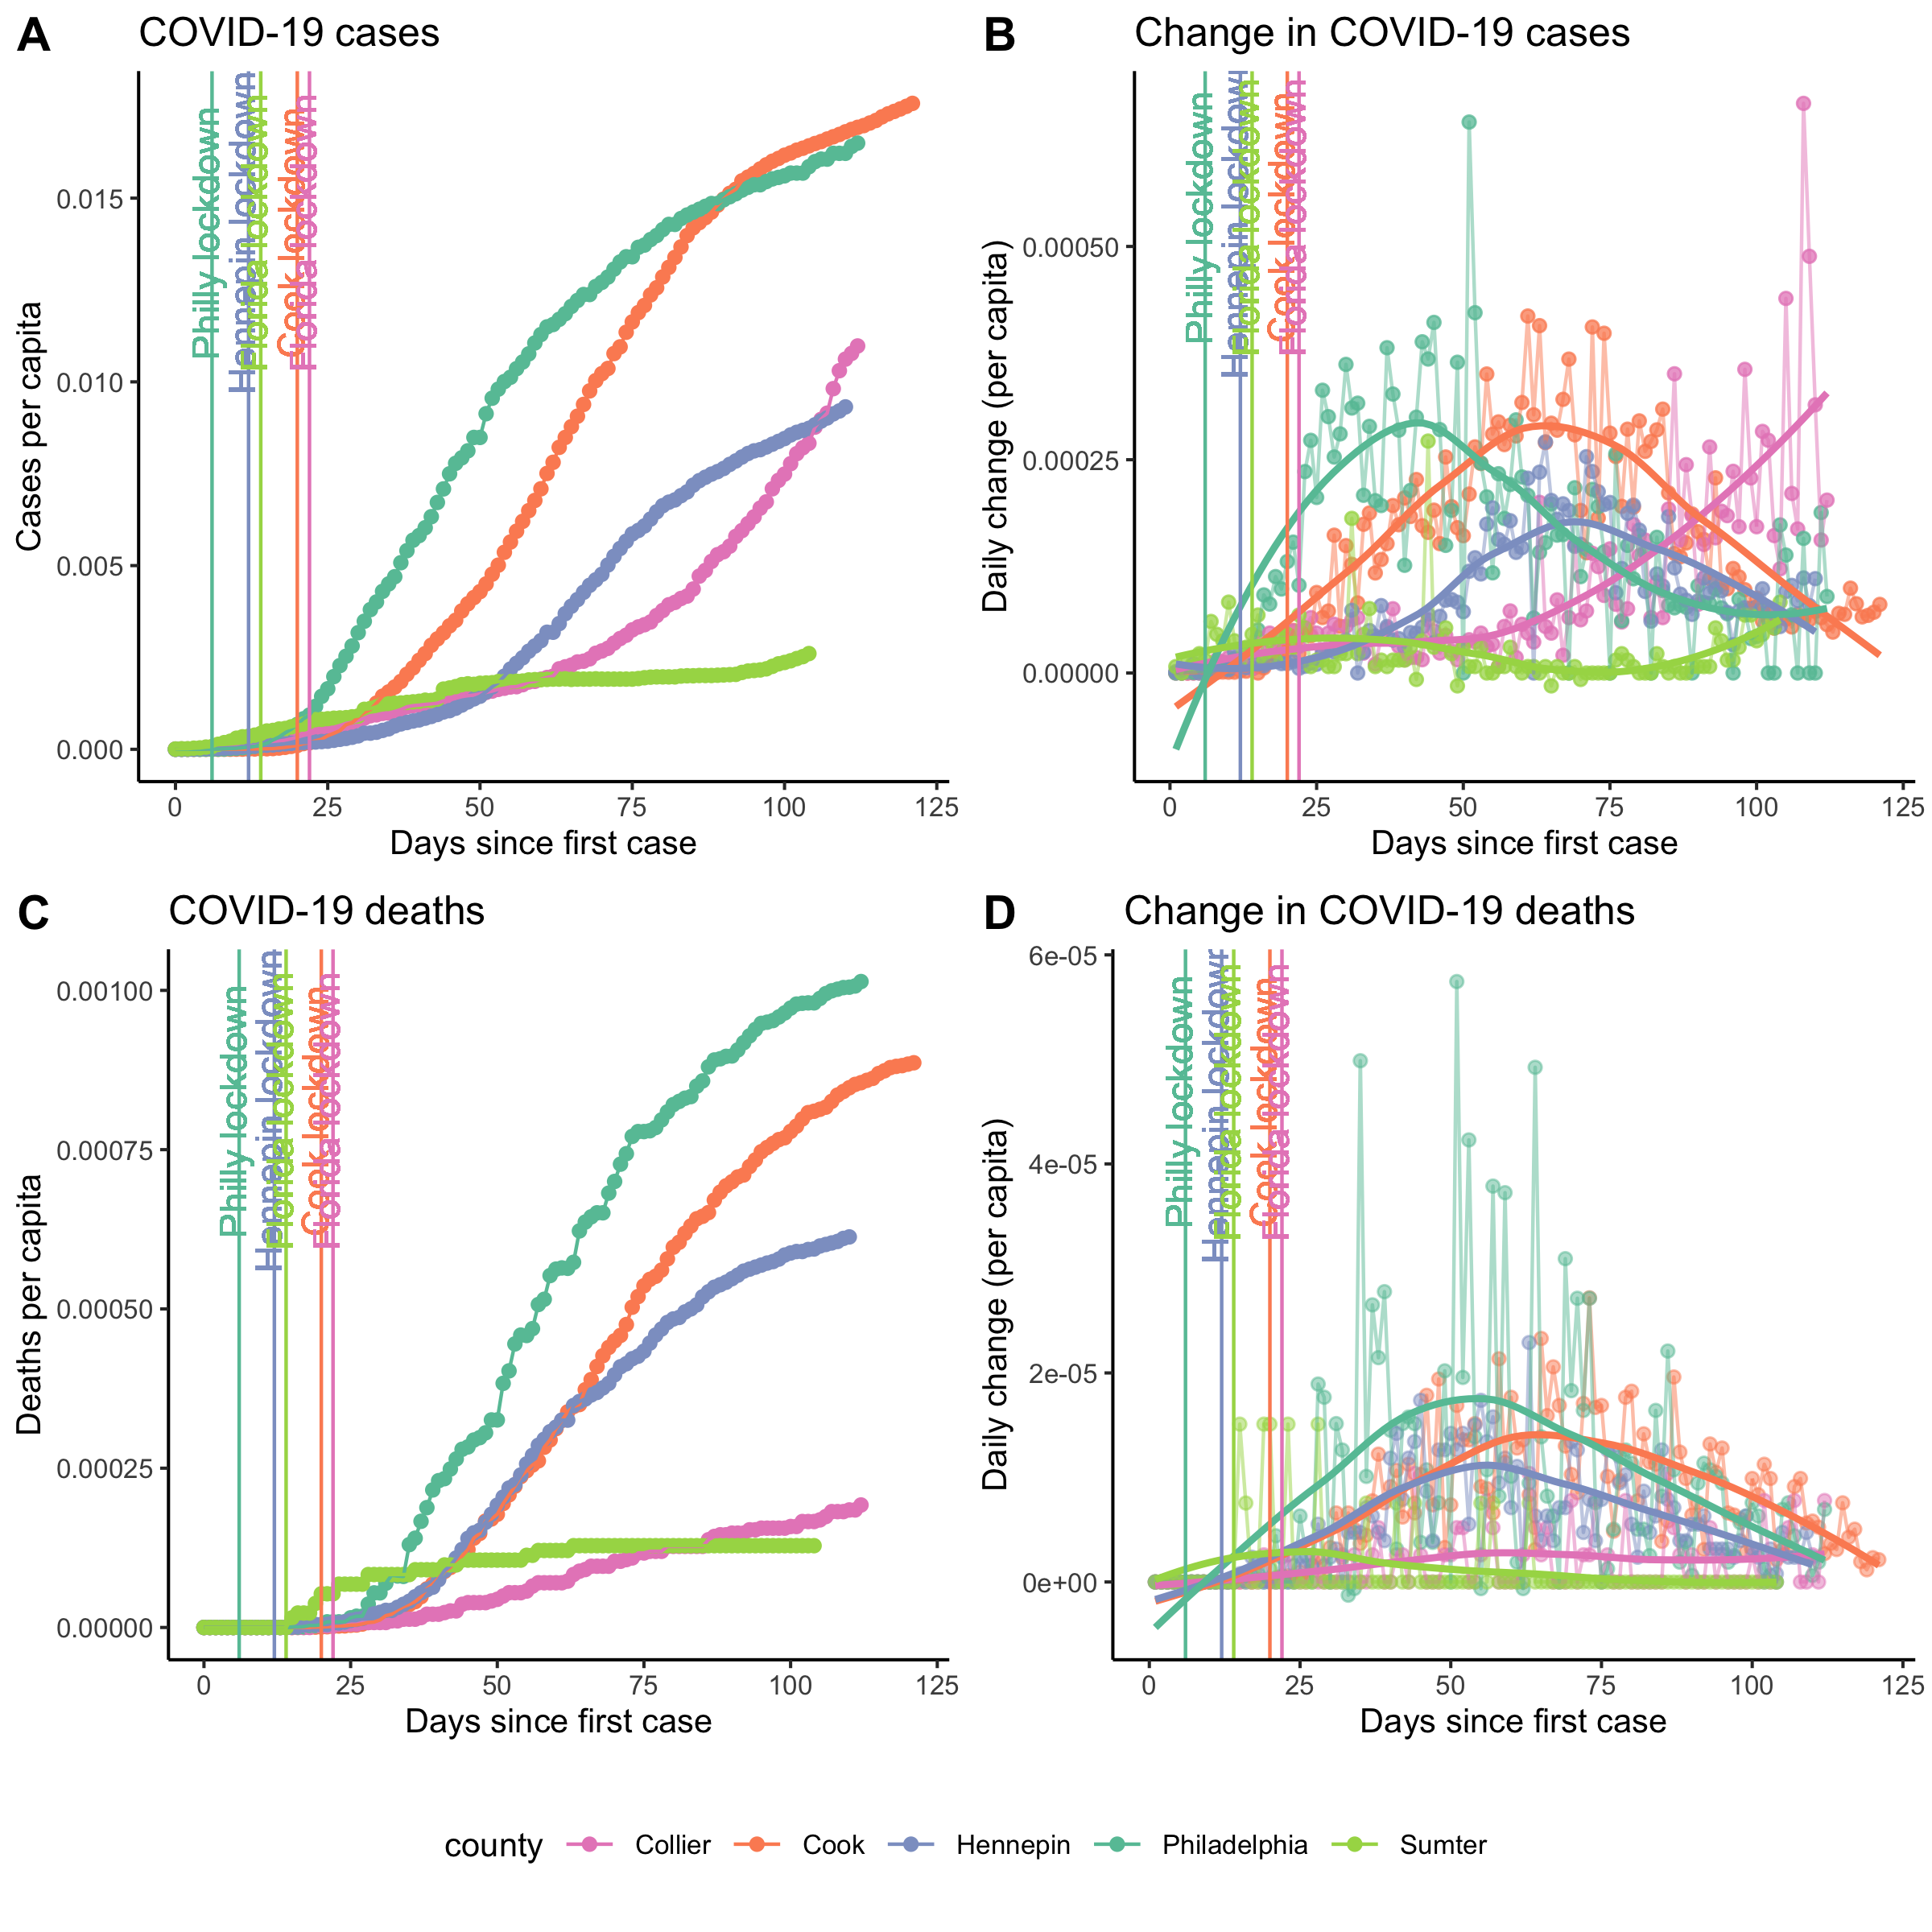 A COVID-19 cases
Cases per capita
0.015
0.010
0.005
0.000
Philly lockdown
Hennepin lockdown
Florida lockdown
Cook lockdown
Florida lockdown
0 25 50 75 100 125
Days since first case
B Change in COVID-19 cases
Daily change (per capita)
0.00050
0.00025
0.00000
Philly lockdown
Hennepin lockdown
Florida lockdown
Cook lockdown
Florida lockdown
0 25 50 75 100 125
Days since first case
C COVID-19 deaths
Deaths per capita
0.00100
0.00075
0.00050
0.00025
0.00000
Philly lockdown
Hennepin lockdown
Florida lockdown
Cook lockdown
Florida lockdown
0 25 50 75 100 125
Days since first case
D Change in COVID-19 deaths
Daily change (per capita)
6e-05
4e-05
2e-05
0e+00
Philly lockdown
Hennepin lockdown
Florida lockdown
Cook lockdown
Florida lockdown
0 25 50 75 100 125
Days since first case
county Collier Cook Hennepin Philadelphia Sumter